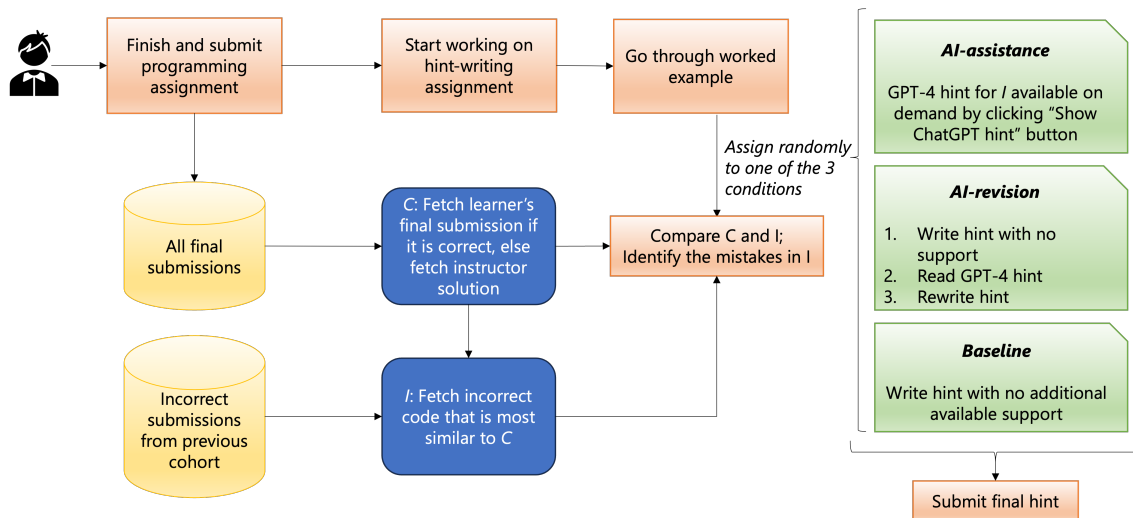 Finish and submit
programming
assignment
Start working on
hint-writing
assignment
Go through worked
example
Assign randomly
to one of the 3
conditions
All final
submissions
C: Fetch learner's
final submission if
it is correct, else
fetch instructor
solution
Compare C and I;
Identify the mistakes in I
Incorrect
submissions
from previous
cohort
I: Fetch incorrect
code that is most
similar to C
AI-assistance
GPT-4 hint for I available on
demand by clicking "Show
ChatGPT hint" button
AI-revision
1. Write hint with no
support
2. Read GPT-4 hint
3. Rewrite hint
Baseline
Write hint with no additional
available support
Submit final hint